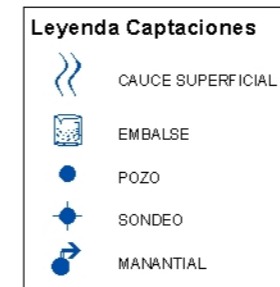 Leyenda Captaciones
CAUCE SUPERFICIAL
EMBALSE
POZO
SONDEO
MANANTIAL